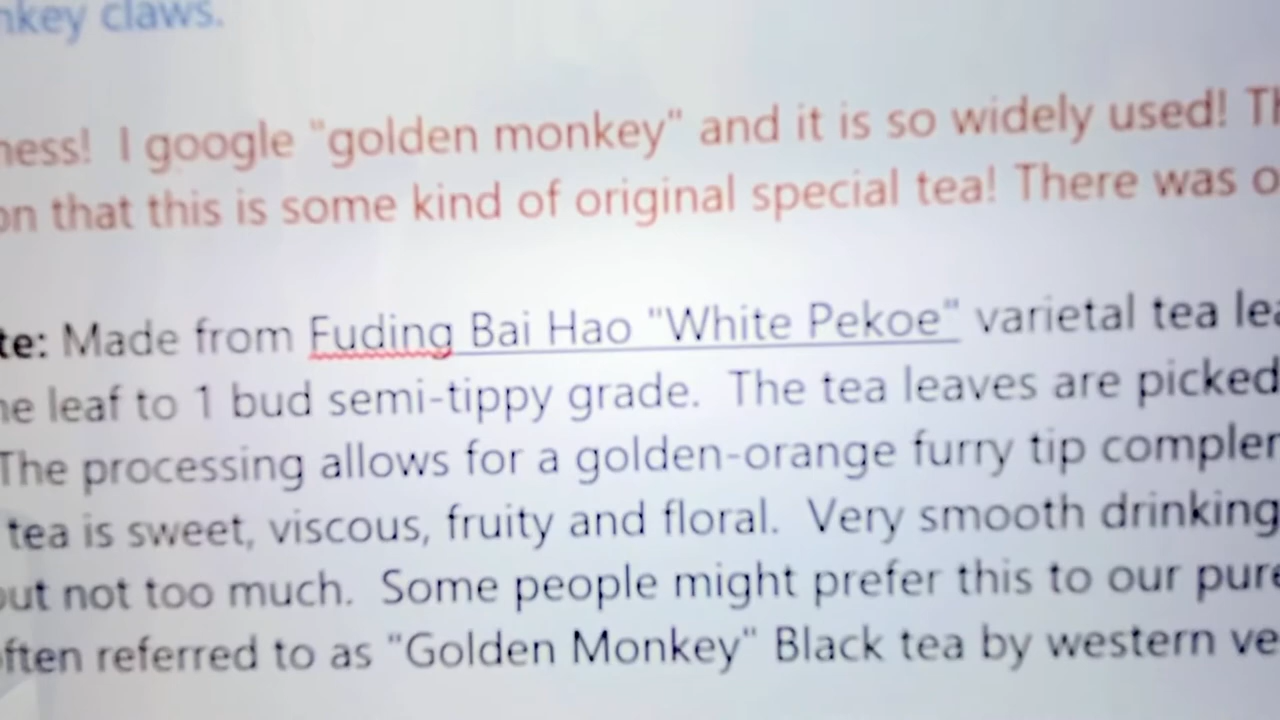 nkey claws.
ness!  I google "golden monkey" and it is so widely used! Th
on that this is some kind of original special tea! There was o
te: Made from Fuding Bai Hao "White Pekoe" varietal tea lea
ne leaf to 1 bud semi-tippy grade.  The tea leaves are picked
The processing allows for a golden-orange furry tip complem
tea is sweet, viscous, fruity and floral.  Very smooth drinking
out not too much.  Some people might prefer this to our pure
often referred to as "Golden Monkey" Black tea by western ve